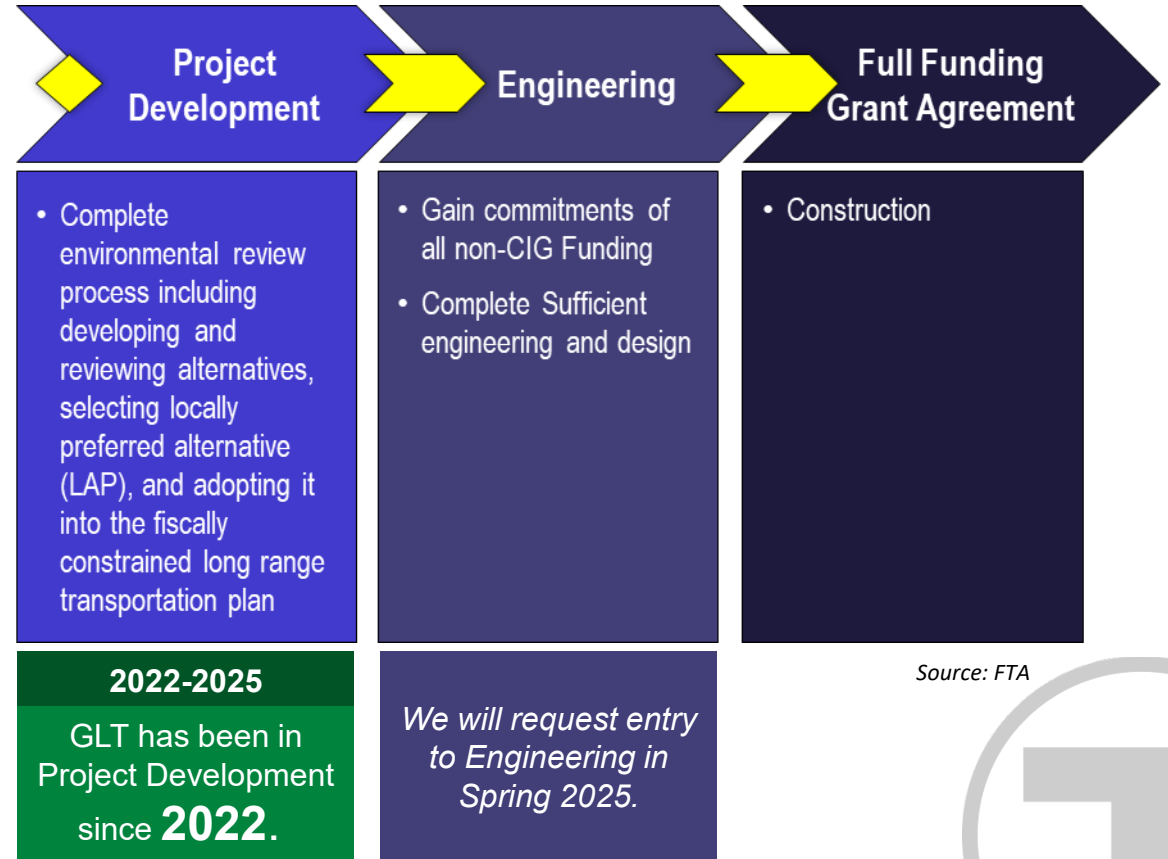 Project
Development
Engineering
Full Funding
Grant Agreement
• Complete
environmental review
process including
developing and
reviewing alternatives,
selecting locally
preferred alternative
(LAP), and adopting it
into the fiscally
constrained long range
transportation plan
• Gain commitments of
all non-CIG Funding
• Complete Sufficient
engineering and design
• Construction
2022-2025
GLT has been in
Project Development
since 2022.
We will request entry
to Engineering in
Spring 2025.
Source: FTA